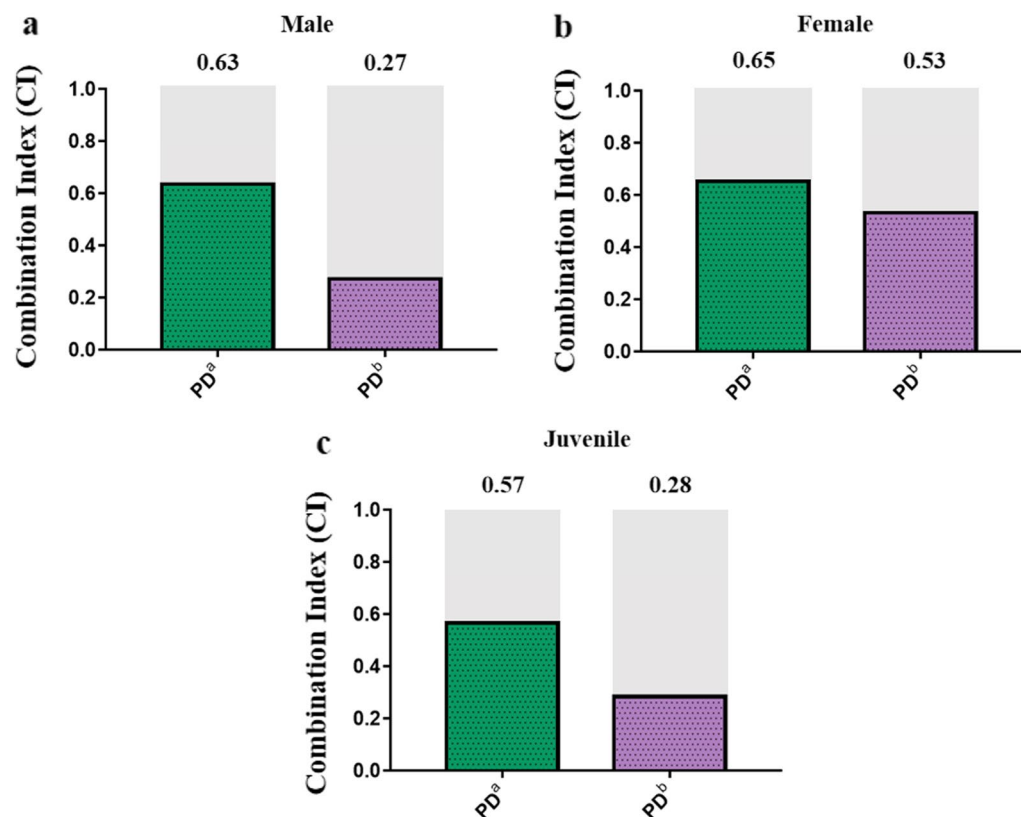 a
Male
0.63 0.27
Combination Index (CI)
1.0
0.8
0.6
0.4
0.2
0.0
PDᵃ PDᵇ
b
Female
0.65 0.53
Combination Index (CI)
1.0
0.8
0.6
0.4
0.2
0.0
PDᵃ PDᵇ
c
Juvenile
0.57 0.28
Combination Index (CI)
1.0
0.8
0.6
0.4
0.2
0.0
PDᵃ PDᵇ